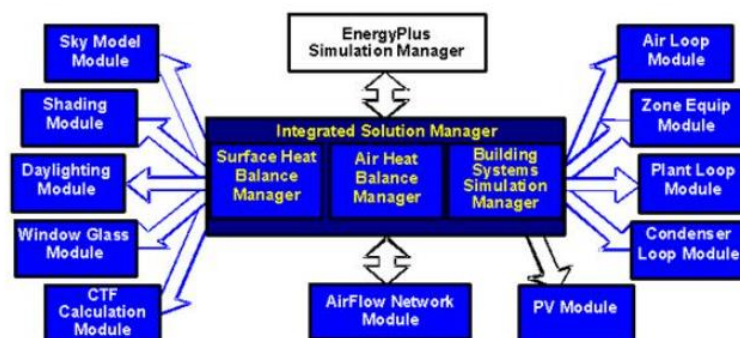 EnergyPlus
Simulation Manager
Sky Model
Module
Shading
Module
Daylighting
Module
Window Glass
Module
CTF
Calculation
Module
Integrated Solution Manager
Surface Heat
Balance
Manager
Air Heat
Balance
Manager
Building
Systems
Simulation
Manager
AirFlow Network
Module
Air Loop
Module
Zone Equip
Module
Plant Loop
Module
Condenser
Loop Module
PV Module